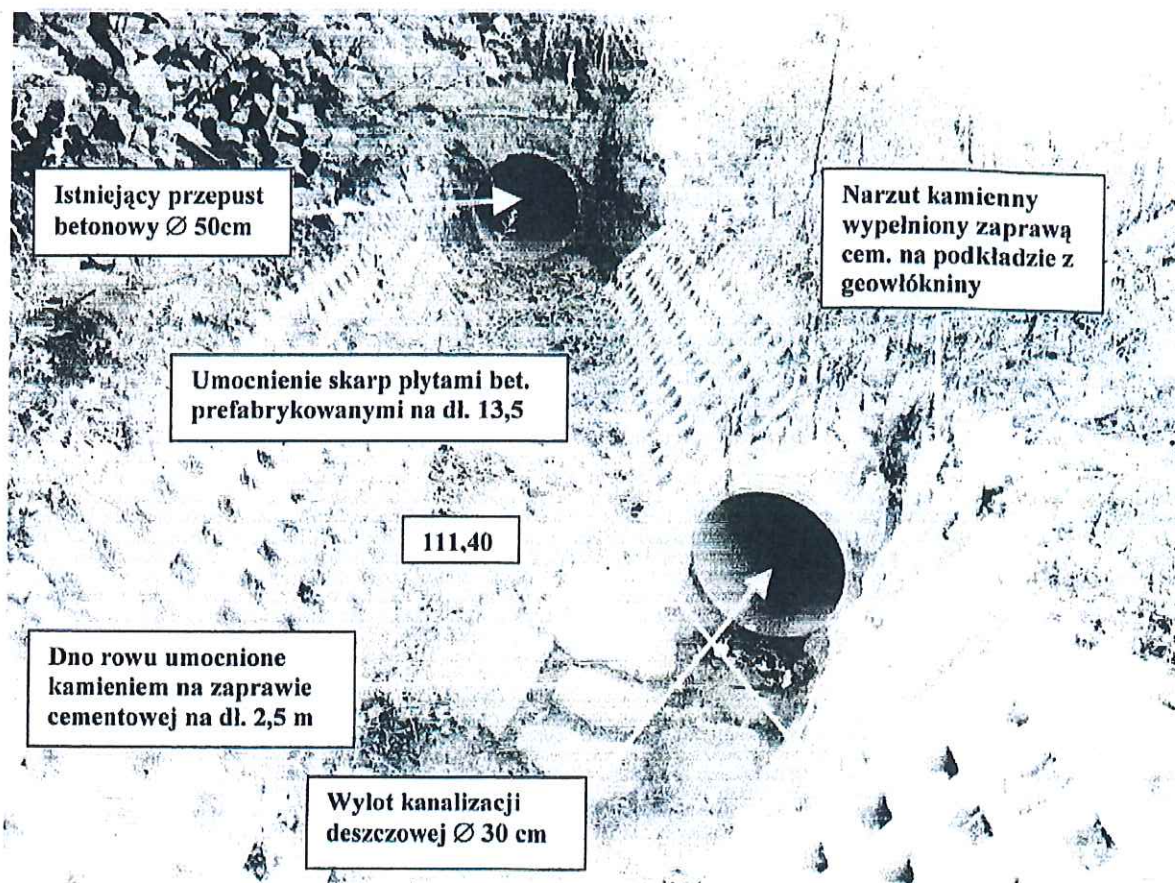 Istniejący przepust
betonowy Ø 50cm
Narzut kamienny
wypełniony zaprawą
cem. na podkładzie z
geowłókniny
Umocnienie skarp płytami bet.
prefabrykowanymi na dł. 13,5
111,40
Dno rowu umocnione
kamieniem na zaprawie
cementowej na dł. 2,5 m
Wylot kanalizacji
deszczowej Ø 30 cm